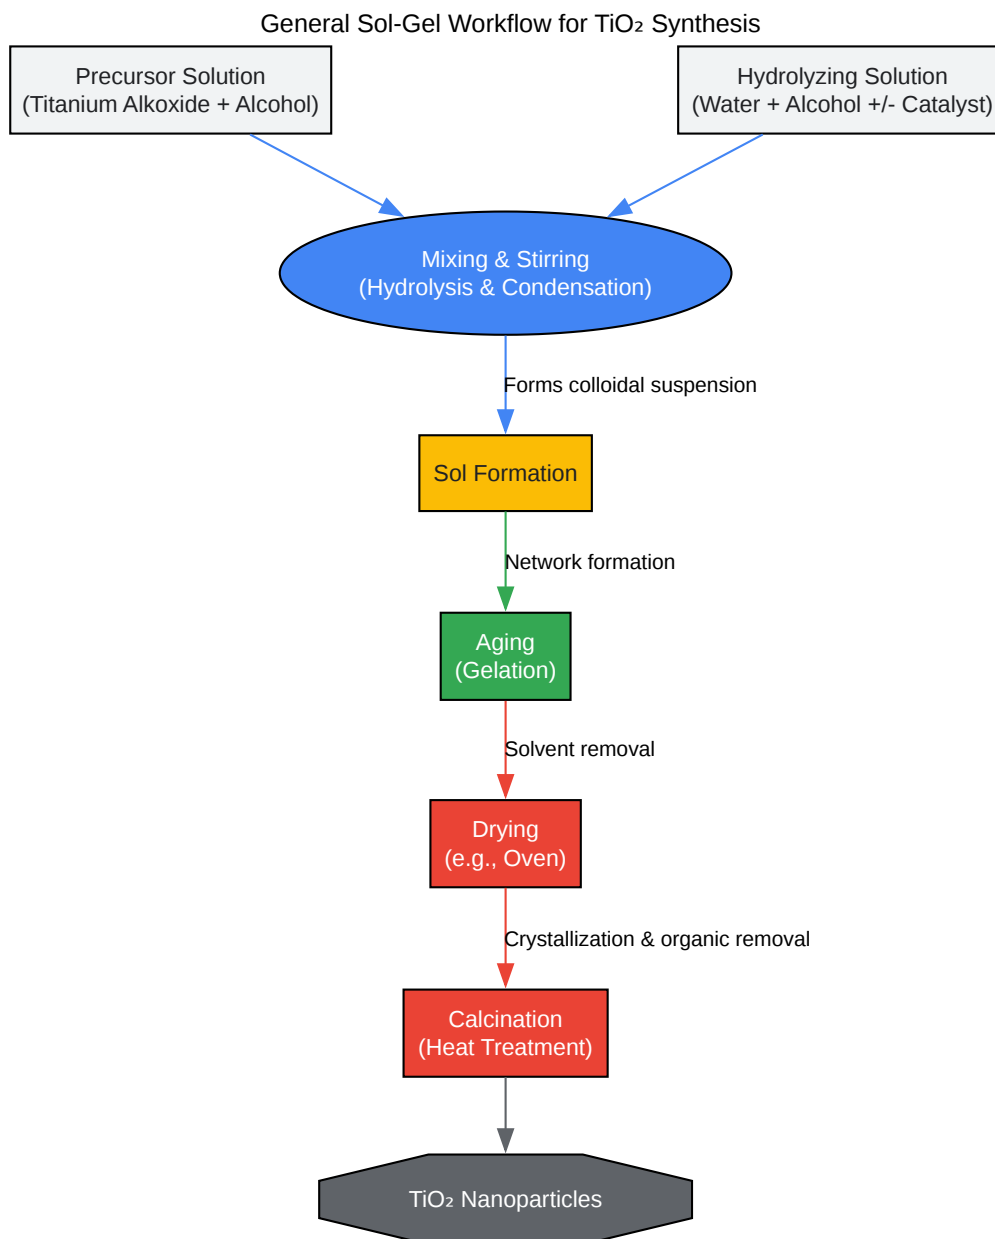 General Sol-Gel Workflow for TiO₂ Synthesis
Precursor Solution
(Titanium Alkoxide + Alcohol)
Hydrolyzing Solution
(Water + Alcohol +/- Catalyst)
Mixing & Stirring
(Hydrolysis & Condensation)
Forms colloidal suspension
Sol Formation
Network formation
Aging
(Gelation)
Solvent removal
Drying
(e.g., Oven)
Crystallization & organic removal
Calcination
(Heat Treatment)
TiO₂ Nanoparticles